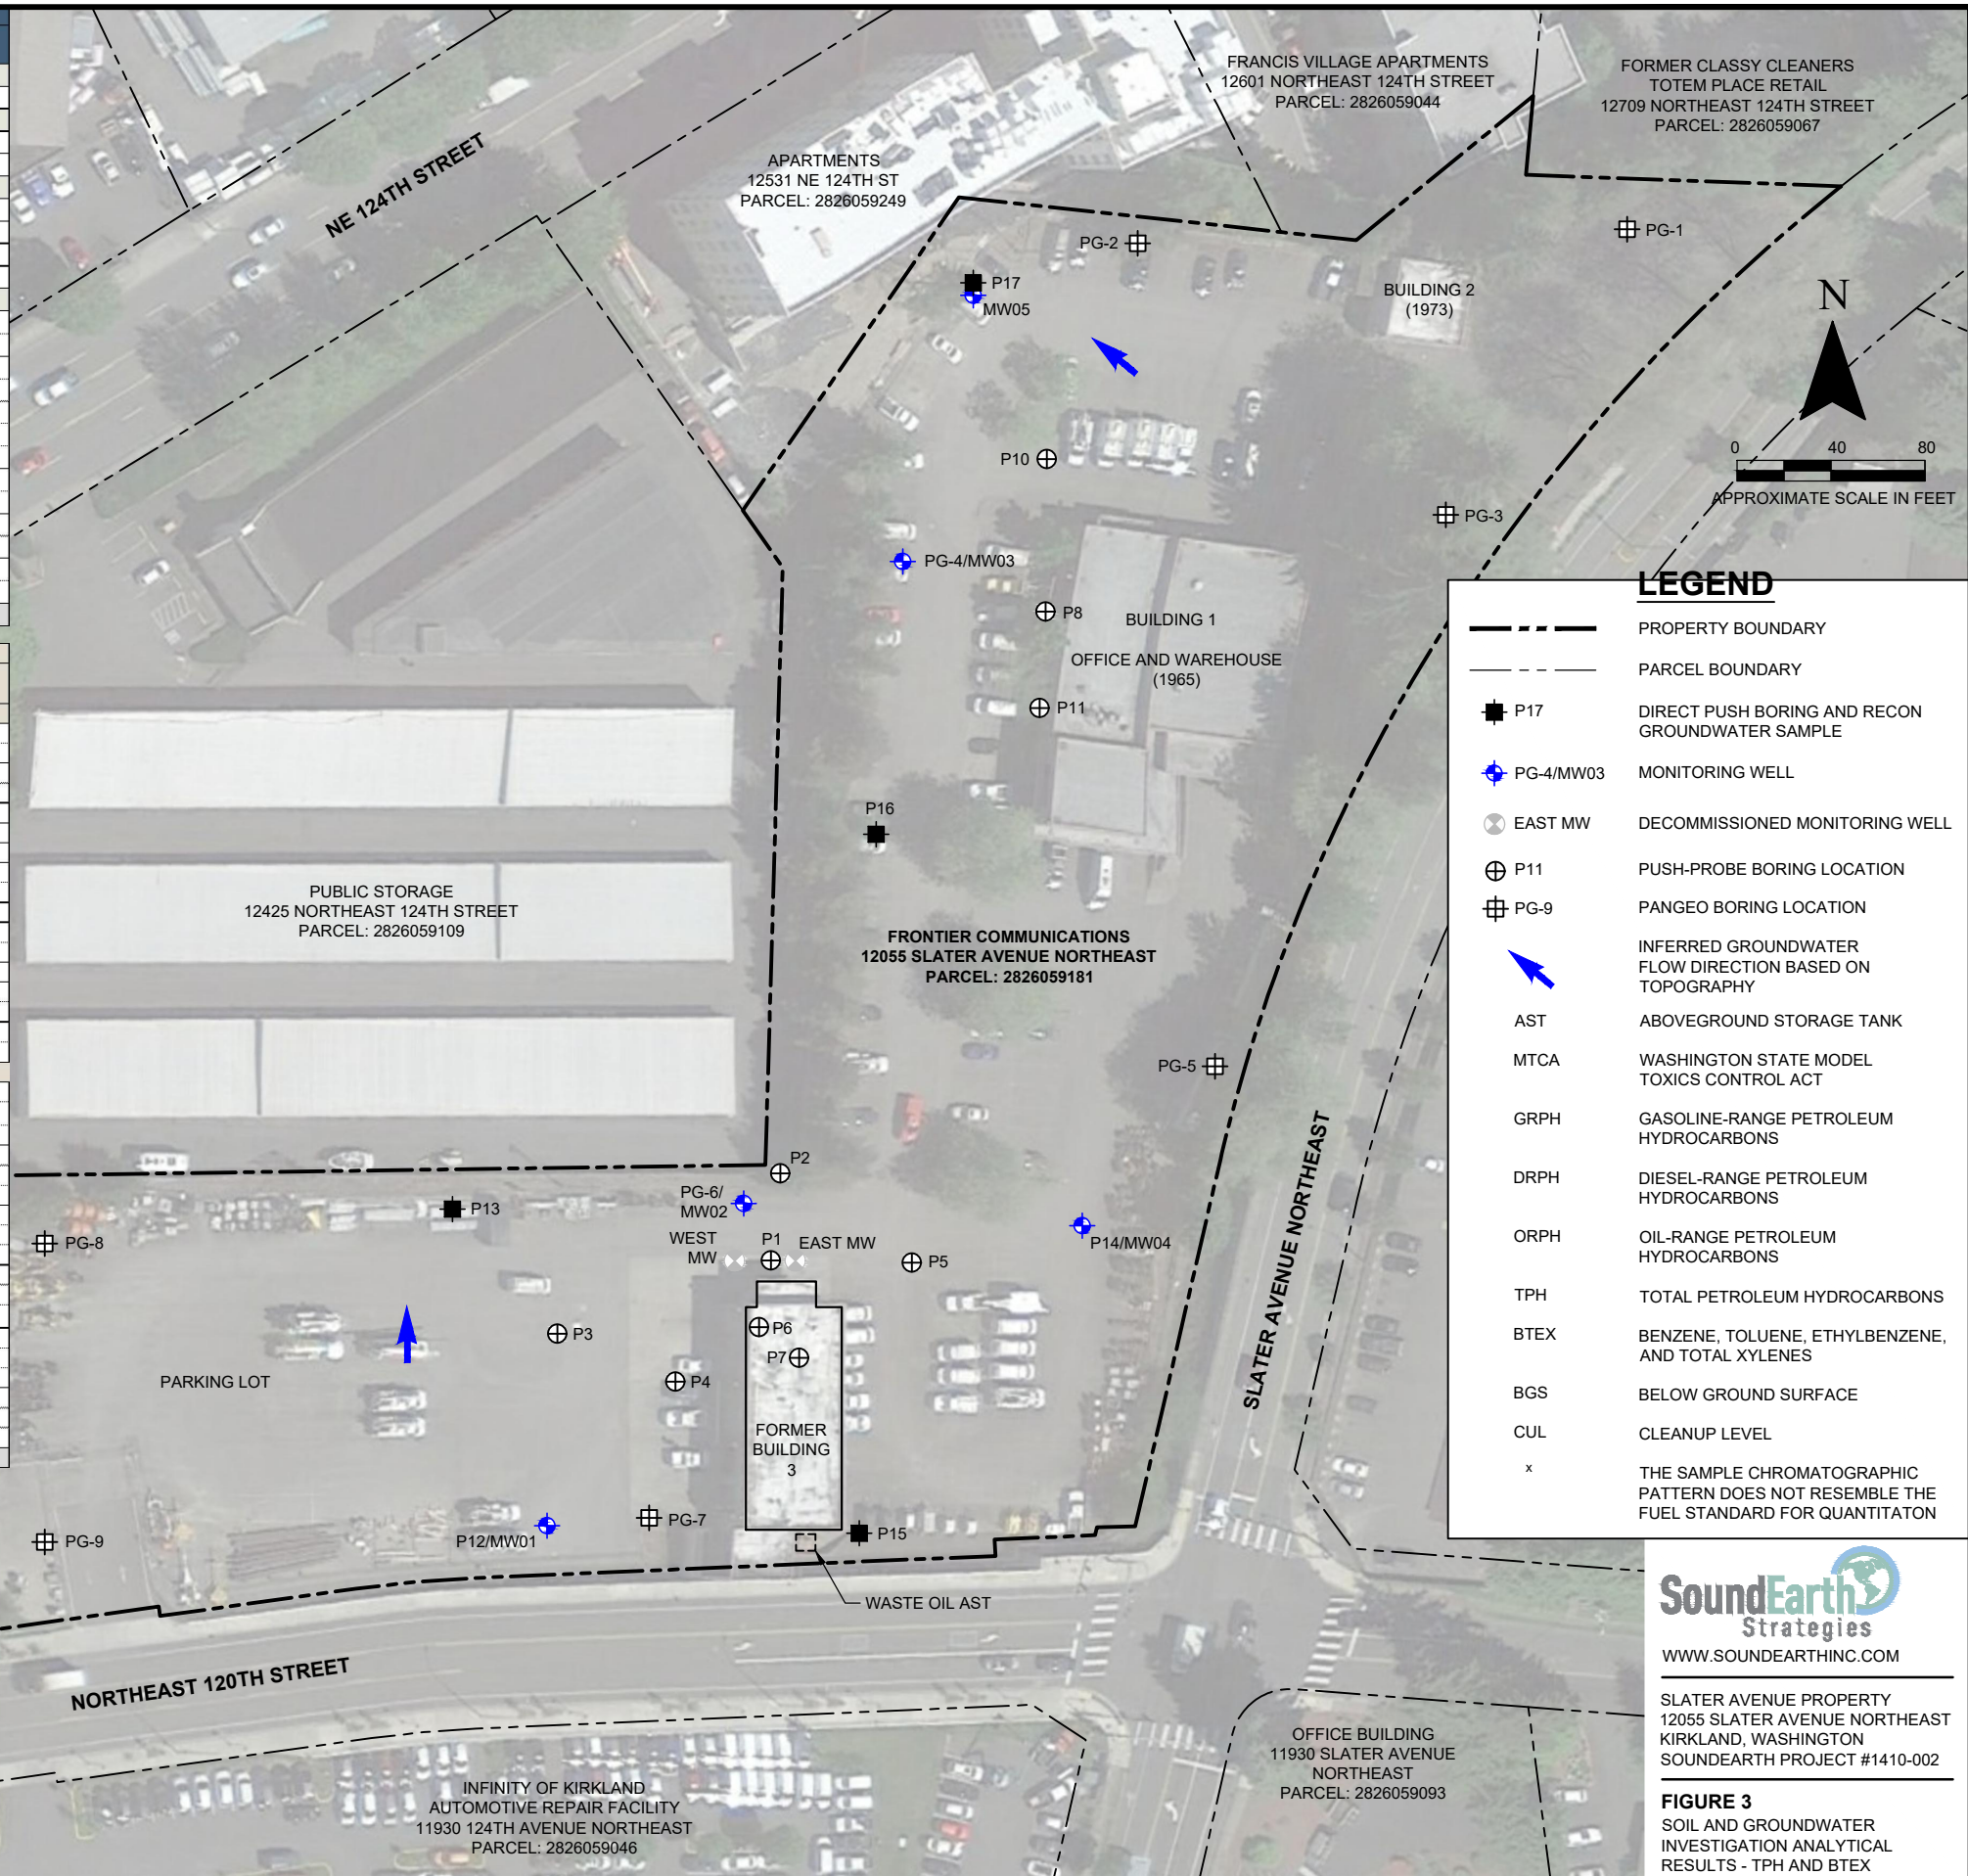 NE 124TH STREET
APARTMENTS
12531 NE 124TH ST
PARCEL: 2826059249
FRANCIS VILLAGE APARTMENTS
12601 NORTHEAST 124TH STREET
PARCEL: 2826059044
FORMER CLASSY CLEANERS
TOTEM PLACE RETAIL
12709 NORTHEAST 124TH STREET
PARCEL: 2826059067
PG-2
PG-1
P17
MW05
BUILDING 2
(1973)
N
0 40 80
APPROXIMATE SCALE IN FEET
P10
PG-3
PG-4/MW03
P8
BUILDING 1
OFFICE AND WAREHOUSE
(1965)
P11
P16
PUBLIC STORAGE
12425 NORTHEAST 124TH STREET
PARCEL: 2826059109
FRONTIER COMMUNICATIONS
12055 SLATER AVENUE NORTHEAST
PARCEL: 2826059181
PG-5
SLATER AVENUE NORTHEAST
P2
PG-6/
MW02
P13
PG-8
WEST
MW
P1
EAST MW
P5
P14/MW04
P3
P6
P7
P4
PARKING LOT
FORMER
BUILDING
3
PG-9
P12/MW01
PG-7
P15
WASTE OIL AST
NORTHEAST 120TH STREET
INFINITY OF KIRKLAND
AUTOMOTIVE REPAIR FACILITY
11930 124TH AVENUE NORTHEAST
PARCEL: 2826059046
OFFICE BUILDING
11930 SLATER AVENUE
NORTHEAST
PARCEL: 2826059093
LEGEND
PROPERTY BOUNDARY
PARCEL BOUNDARY
P17 DIRECT PUSH BORING AND RECON
GROUNDWATER SAMPLE
PG-4/MW03 MONITORING WELL
EAST MW DECOMMISSIONED MONITORING WELL
P11 PUSH-PROBE BORING LOCATION
PG-9 PANGEO BORING LOCATION
INFERRED GROUNDWATER
FLOW DIRECTION BASED ON
TOPOGRAPHY
AST ABOVEGROUND STORAGE TANK
MTCA WASHINGTON STATE MODEL
TOXICS CONTROL ACT
GRPH GASOLINE-RANGE PETROLEUM
HYDROCARBONS
DRPH DIESEL-RANGE PETROLEUM
HYDROCARBONS
ORPH OIL-RANGE PETROLEUM
HYDROCARBONS
TPH TOTAL PETROLEUM HYDROCARBONS
BTEX BENZENE, TOLUENE, ETHYLBENZENE,
AND TOTAL XYLENES
BGS BELOW GROUND SURFACE
CUL CLEANUP LEVEL
x THE SAMPLE CHROMATOGRAPHIC
PATTERN DOES NOT RESEMBLE THE
FUEL STANDARD FOR QUANTITATON
SoundEarth
Strategies
WWW.SOUNDEARTHINC.COM
SLATER AVENUE PROPERTY
12055 SLATER AVENUE NORTHEAST
KIRKLAND, WASHINGTON
SOUNDEARTH PROJECT #1410-002
FIGURE 3
SOIL AND GROUNDWATER
INVESTIGATION ANALYTICAL
RESULTS - TPH AND BTEX